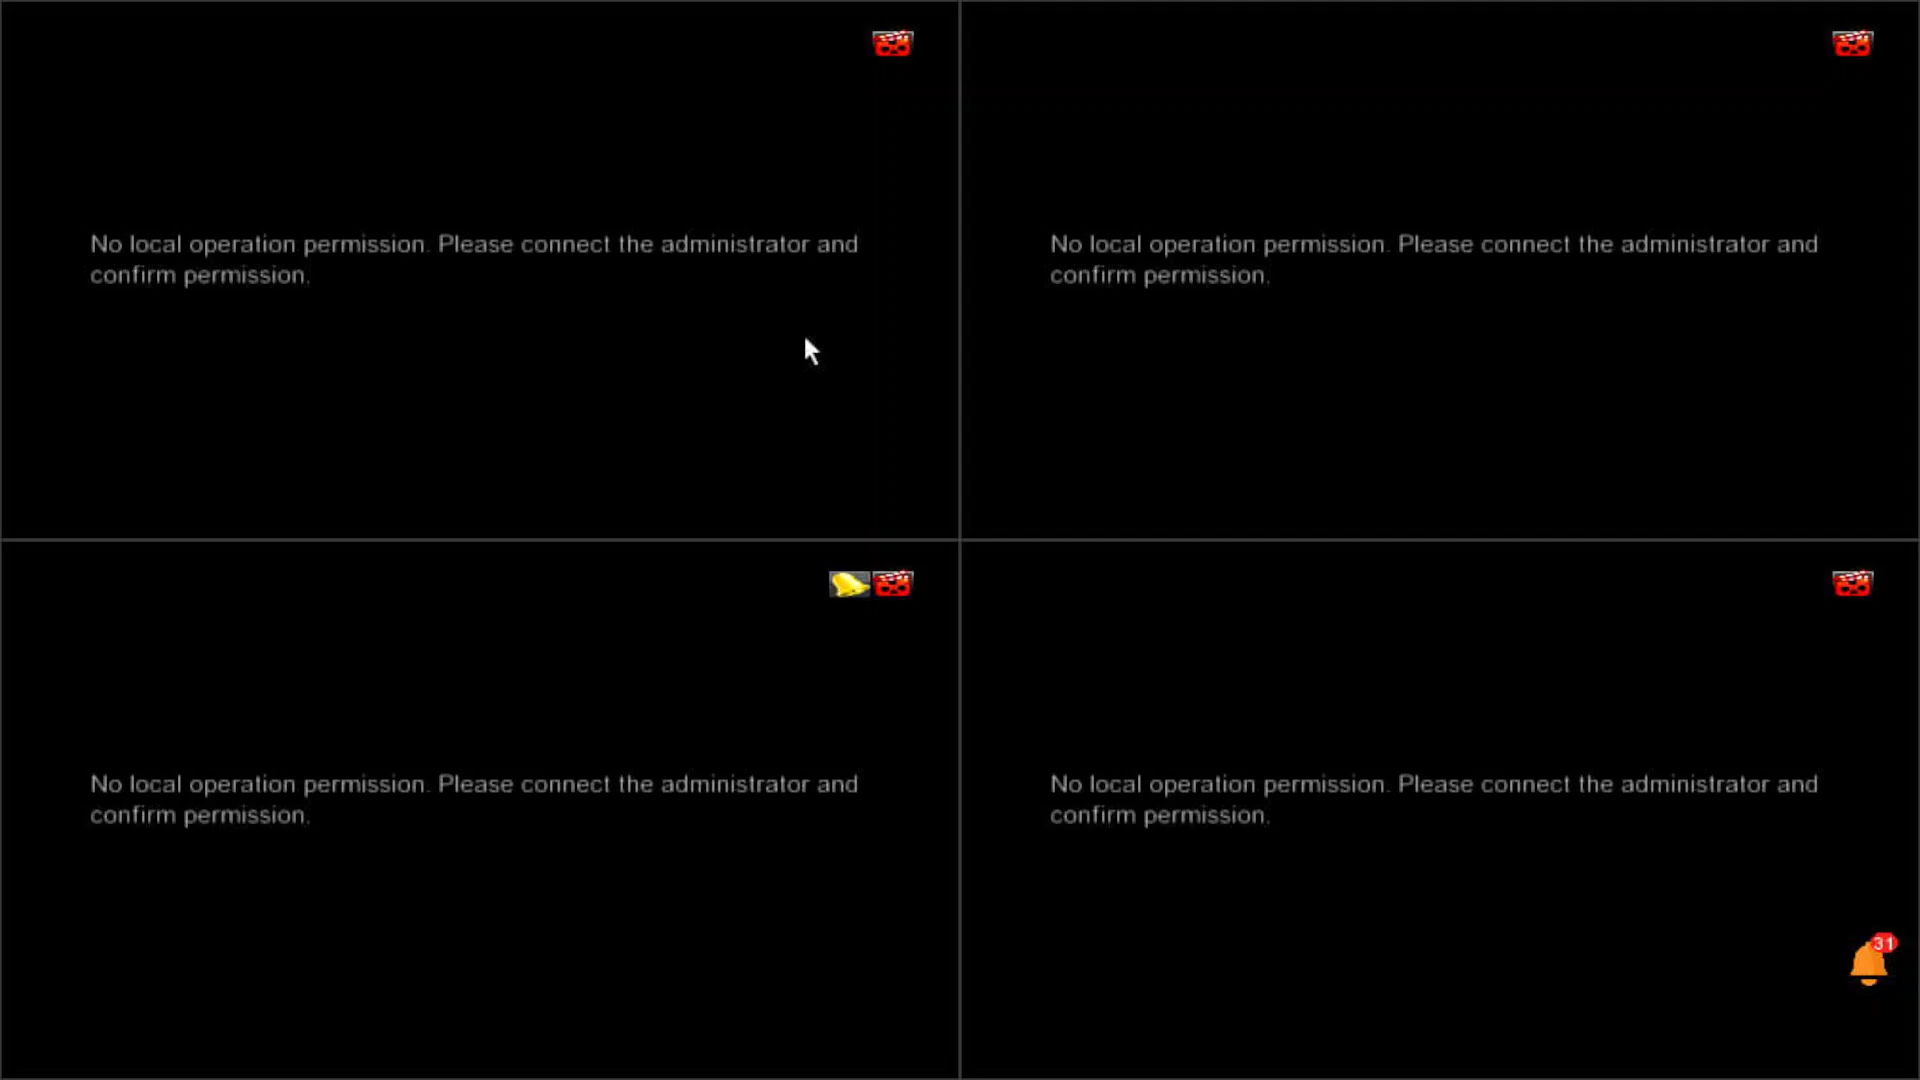 No local operation permission. Please connect the administrator and
confirm permission.
No local operation permission. Please connect the administrator and
confirm permission.
No local operation permission. Please connect the administrator and
confirm permission.
No local operation permission. Please connect the administrator and
confirm permission.
31